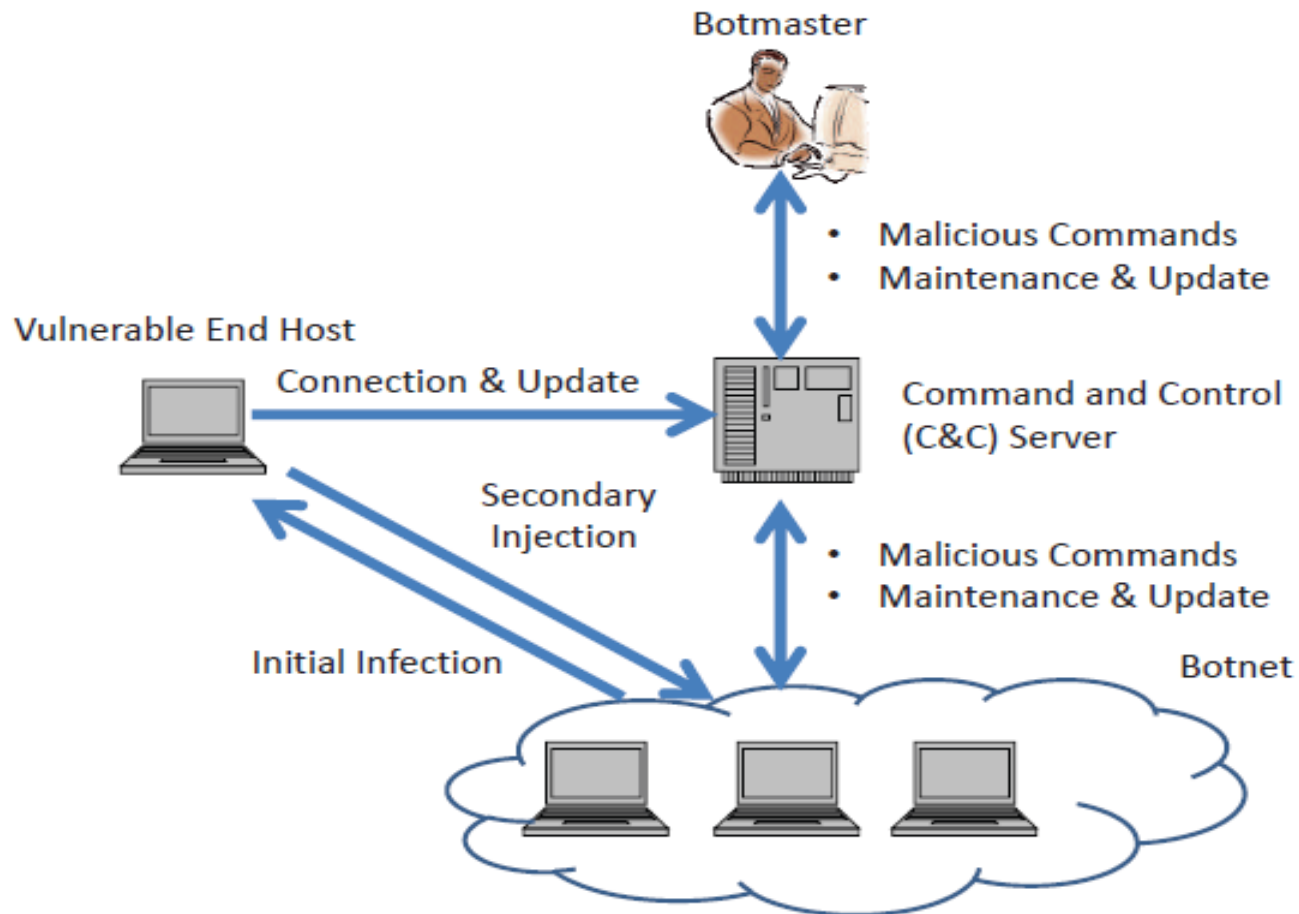 Botmaster
• Malicious Commands
• Maintenance & Update
Vulnerable End Host
Connection & Update
Command and Control
(C&C) Server
Secondary
Injection
• Malicious Commands
• Maintenance & Update
Initial Infection
Botnet